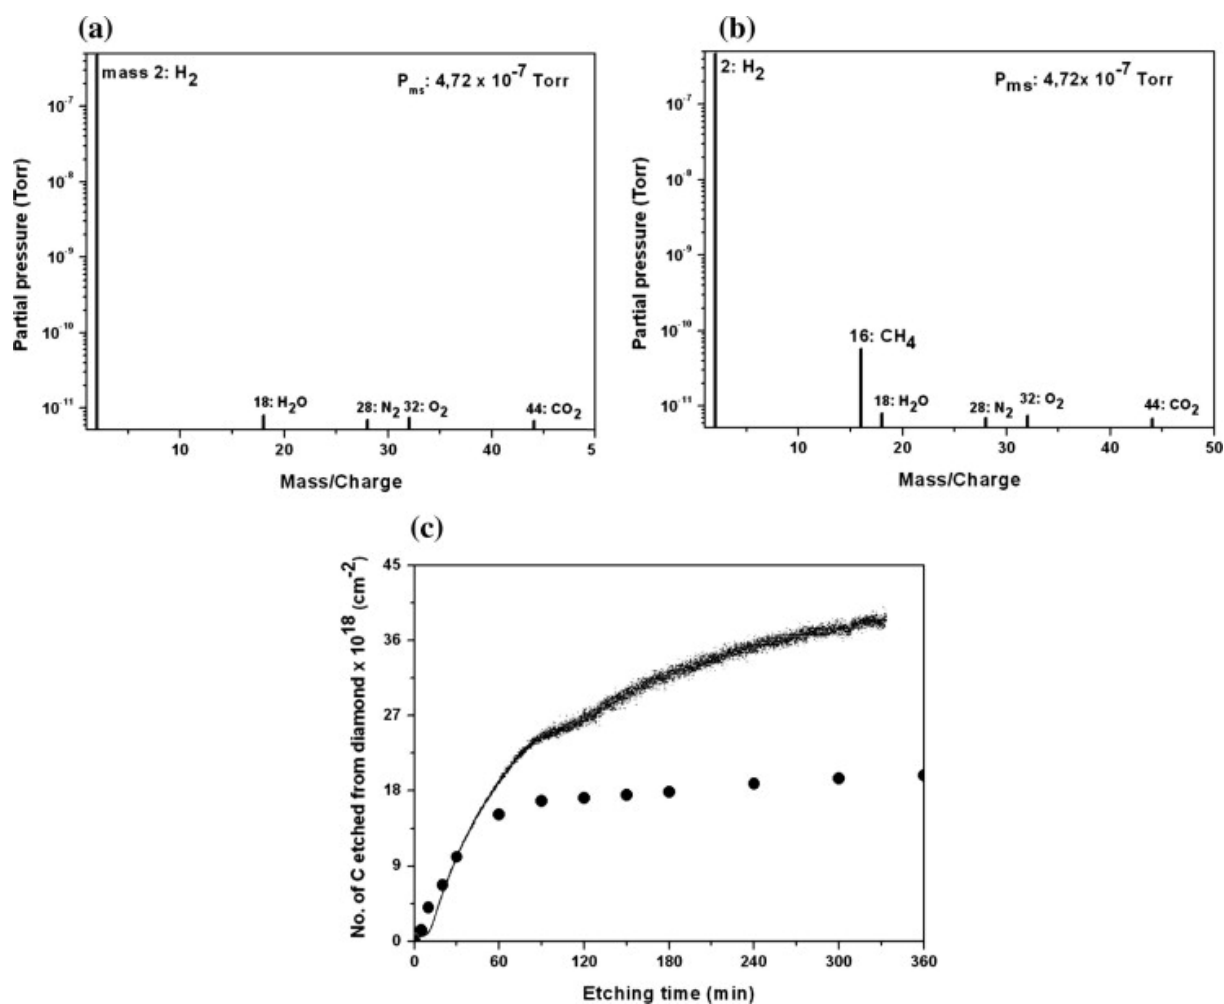 (a)
mass 2: H₂
Pₘₛ: 4,72 x 10⁻⁷ Torr
Partial pressure (Torr)
10⁻⁷
10⁻⁸
10⁻⁹
10⁻¹⁰
10⁻¹¹
18: H₂O
28: N₂
32: O₂
44: CO₂
10 20 30 40 5
Mass/Charge
(b)
2: H₂
Pₘₛ: 4,72x 10⁻⁷ Torr
Partial pressure (Torr)
10⁻⁷
10⁻⁸
10⁻⁹
10⁻¹⁰
10⁻¹¹
16: CH₄
18: H₂O
28: N₂
32: O₂
44: CO₂
10 20 30 40 50
Mass/Charge
(c)
No. of C etched from diamond x 10¹⁸ (cm⁻²)
45
36
27
18
9
0
0 60 120 180 240 300 360
Etching time (min)